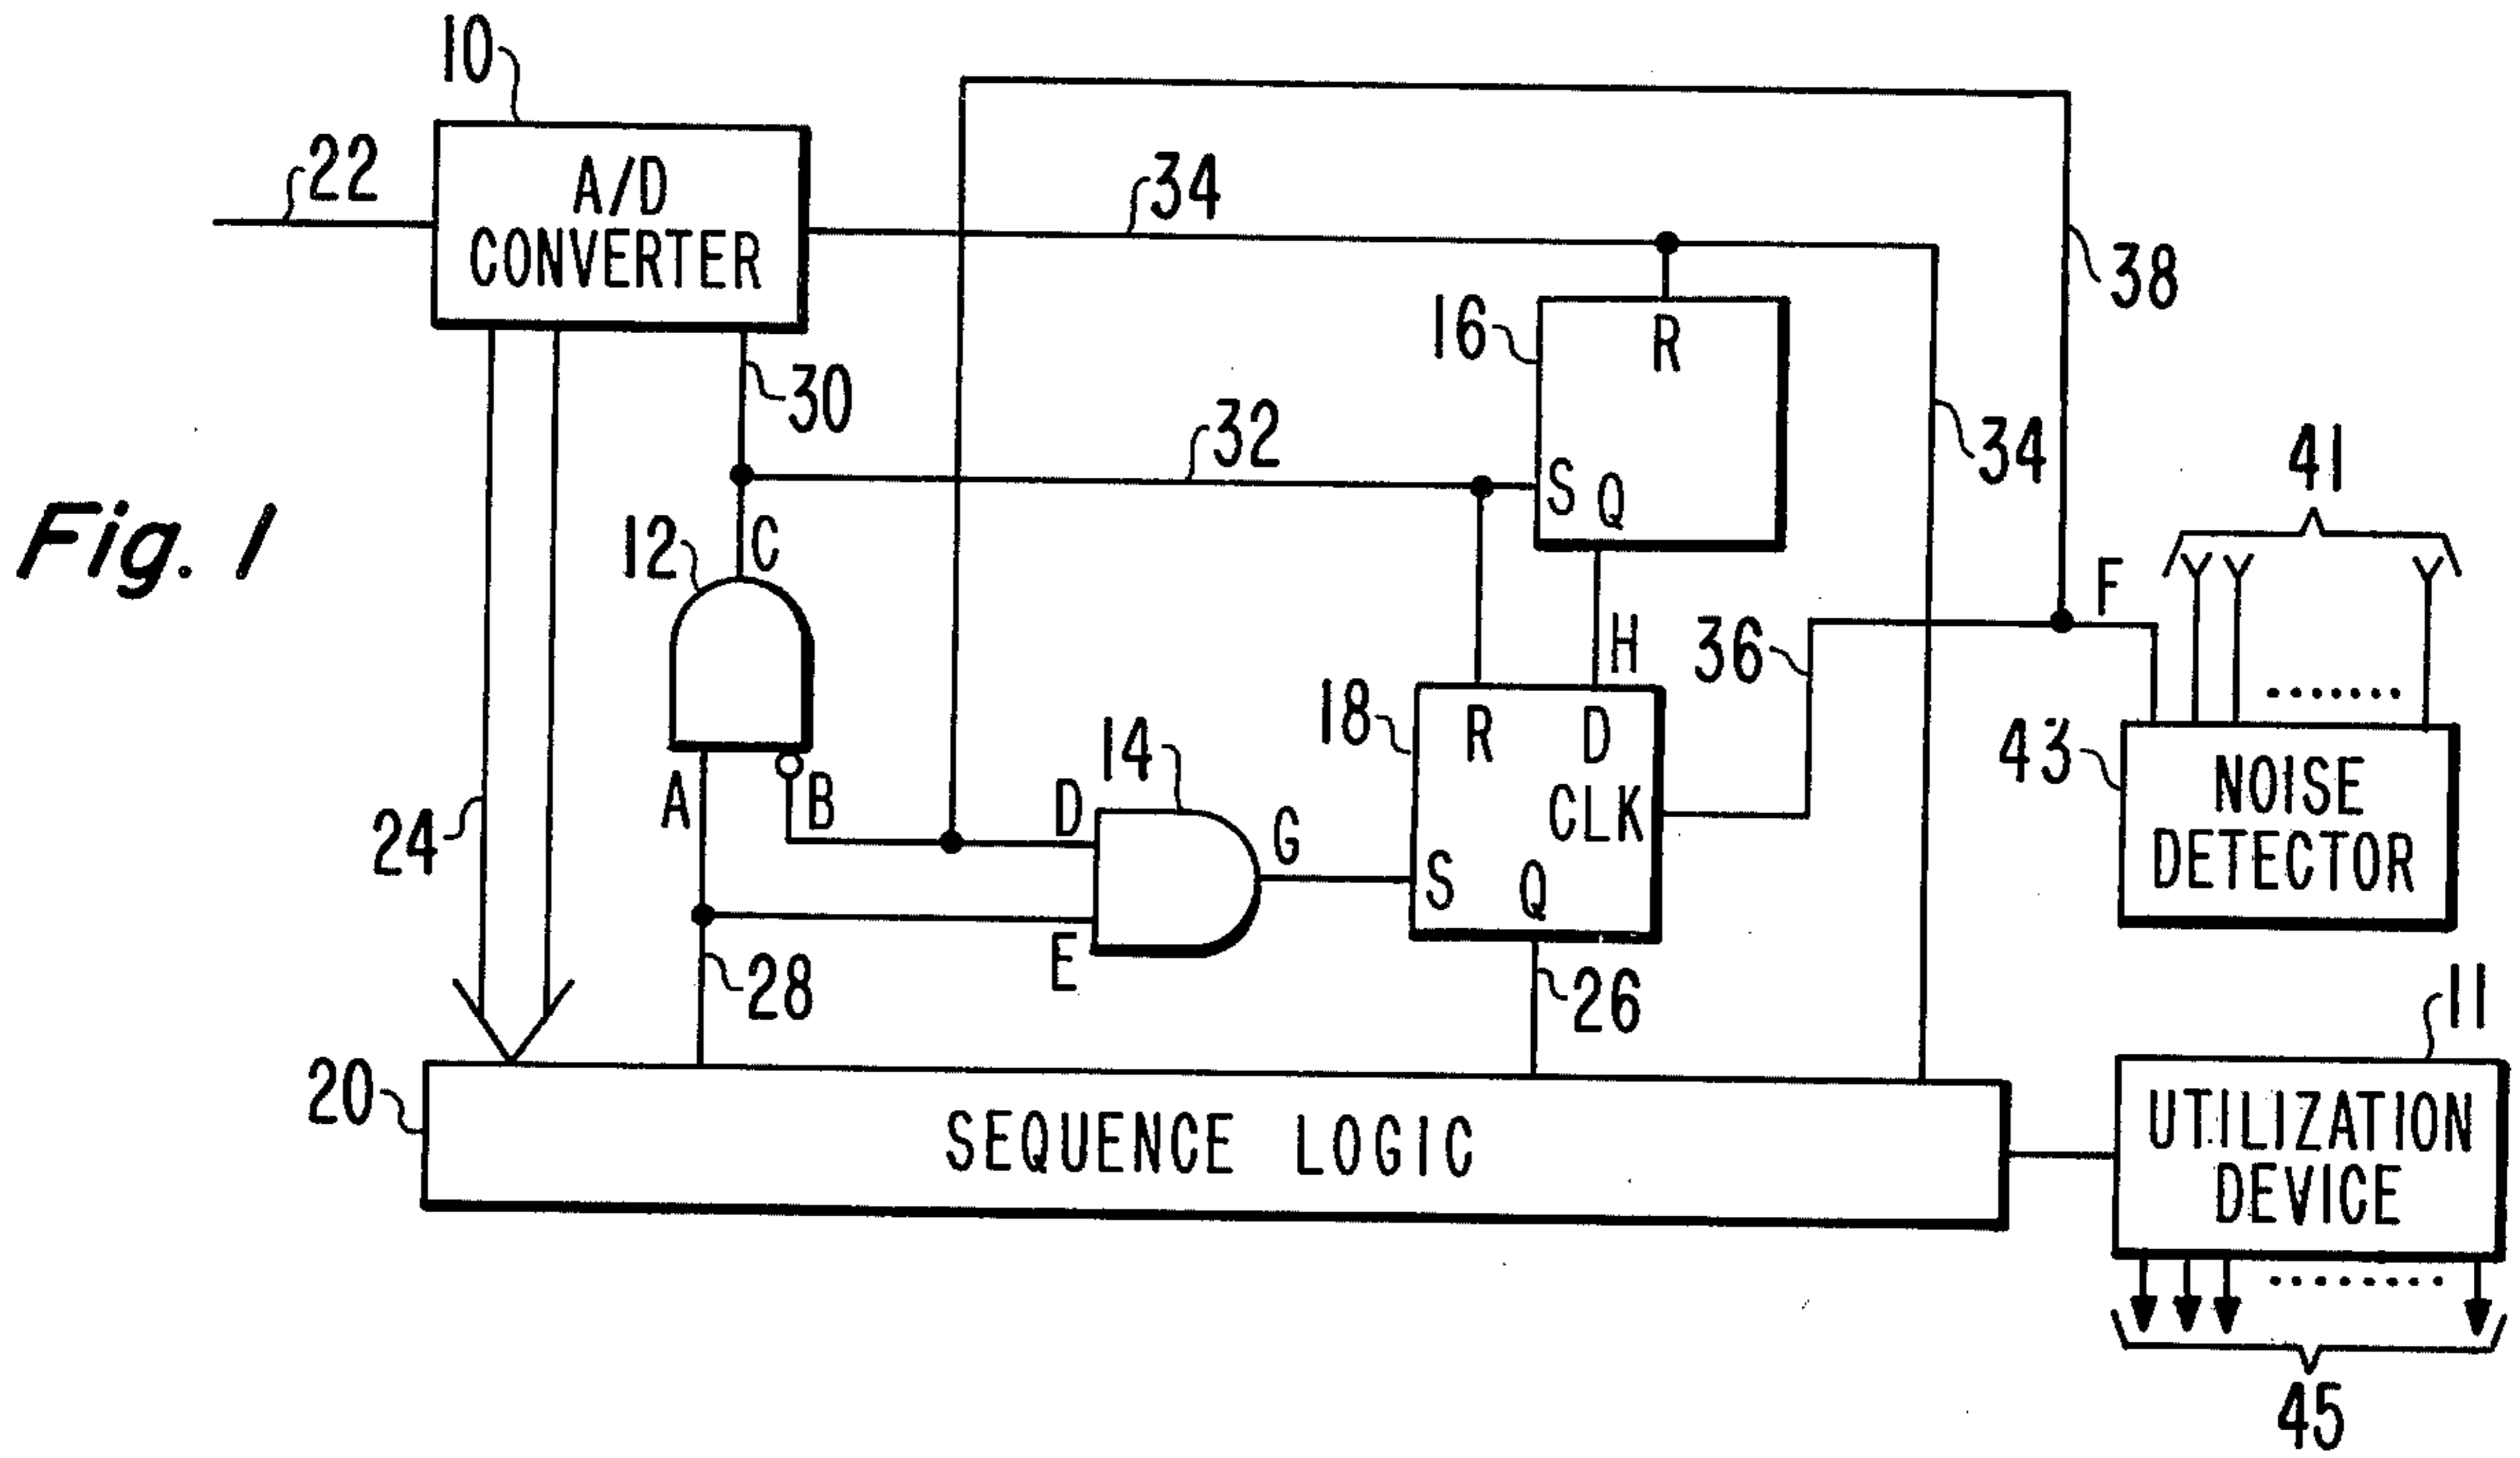 10
22
A/D
CONVERTER
34
38
16
R
30
32
S Q
34
41
Fig. 1
12
C
F
H
36
18
R D
CLK
S Q
14
A
B
D
G
E
24
43
NOISE
DETECTOR
28
26
11
20
SEQUENCE LOGIC
UTILIZATION
DEVICE
45